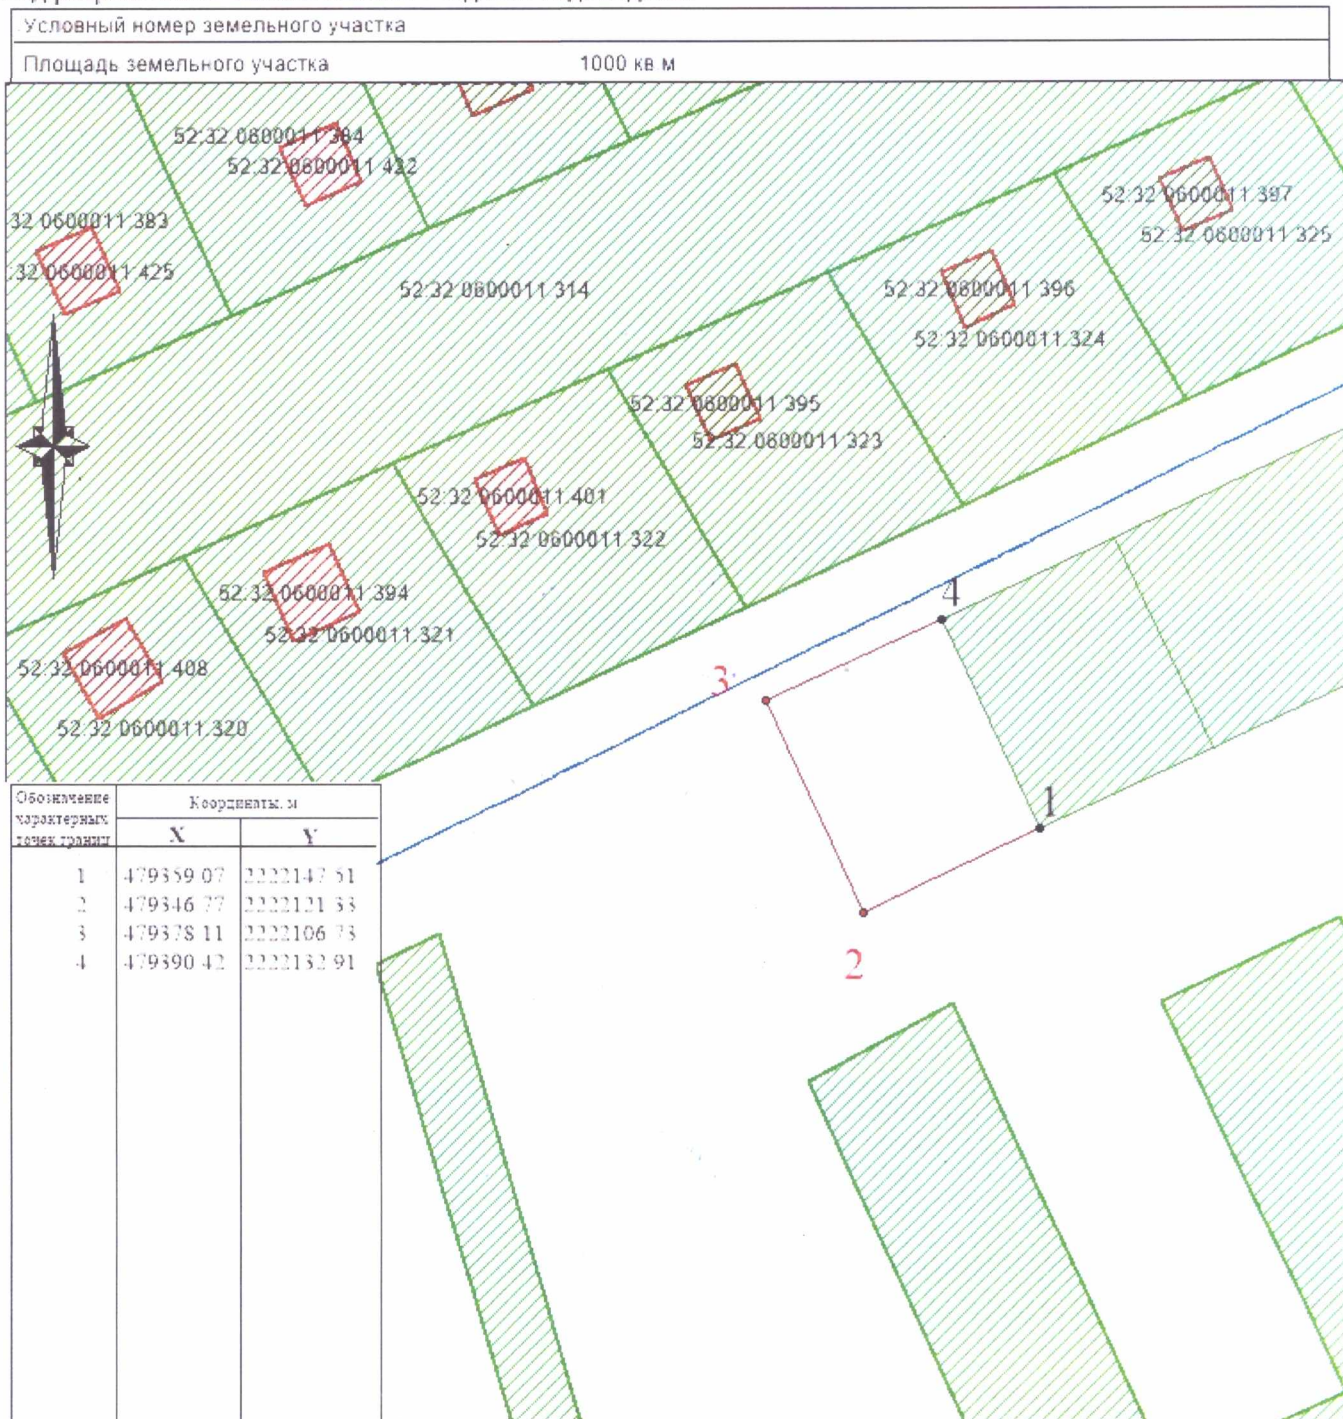 Условный номер земельного участка
Площадь земельного участка 1000 кв м
52:32:0600011:384
52:32:0600011 422
32 0600011:383
:32 0600011 425
52:32 0600011 314
52:32 0600011.397
52:32 0600011 325
52:32 0600011 396
52:32 0600011.324
52:32 0600011 395
52:32.0600011 323
52:32 0600011.401
52:32 0600011.322
52:32 0600011.394
52:32 0600011.321
52:32 0600011.408
52:32 0600011.320
4
3
1
2
Обозначение характерных точек границ
Координаты, м
X Y
1 479359 07 2222147 51
2 479346 77 2222121 33
3 479378 11 2222106 73
4 479390 42 2222132 91